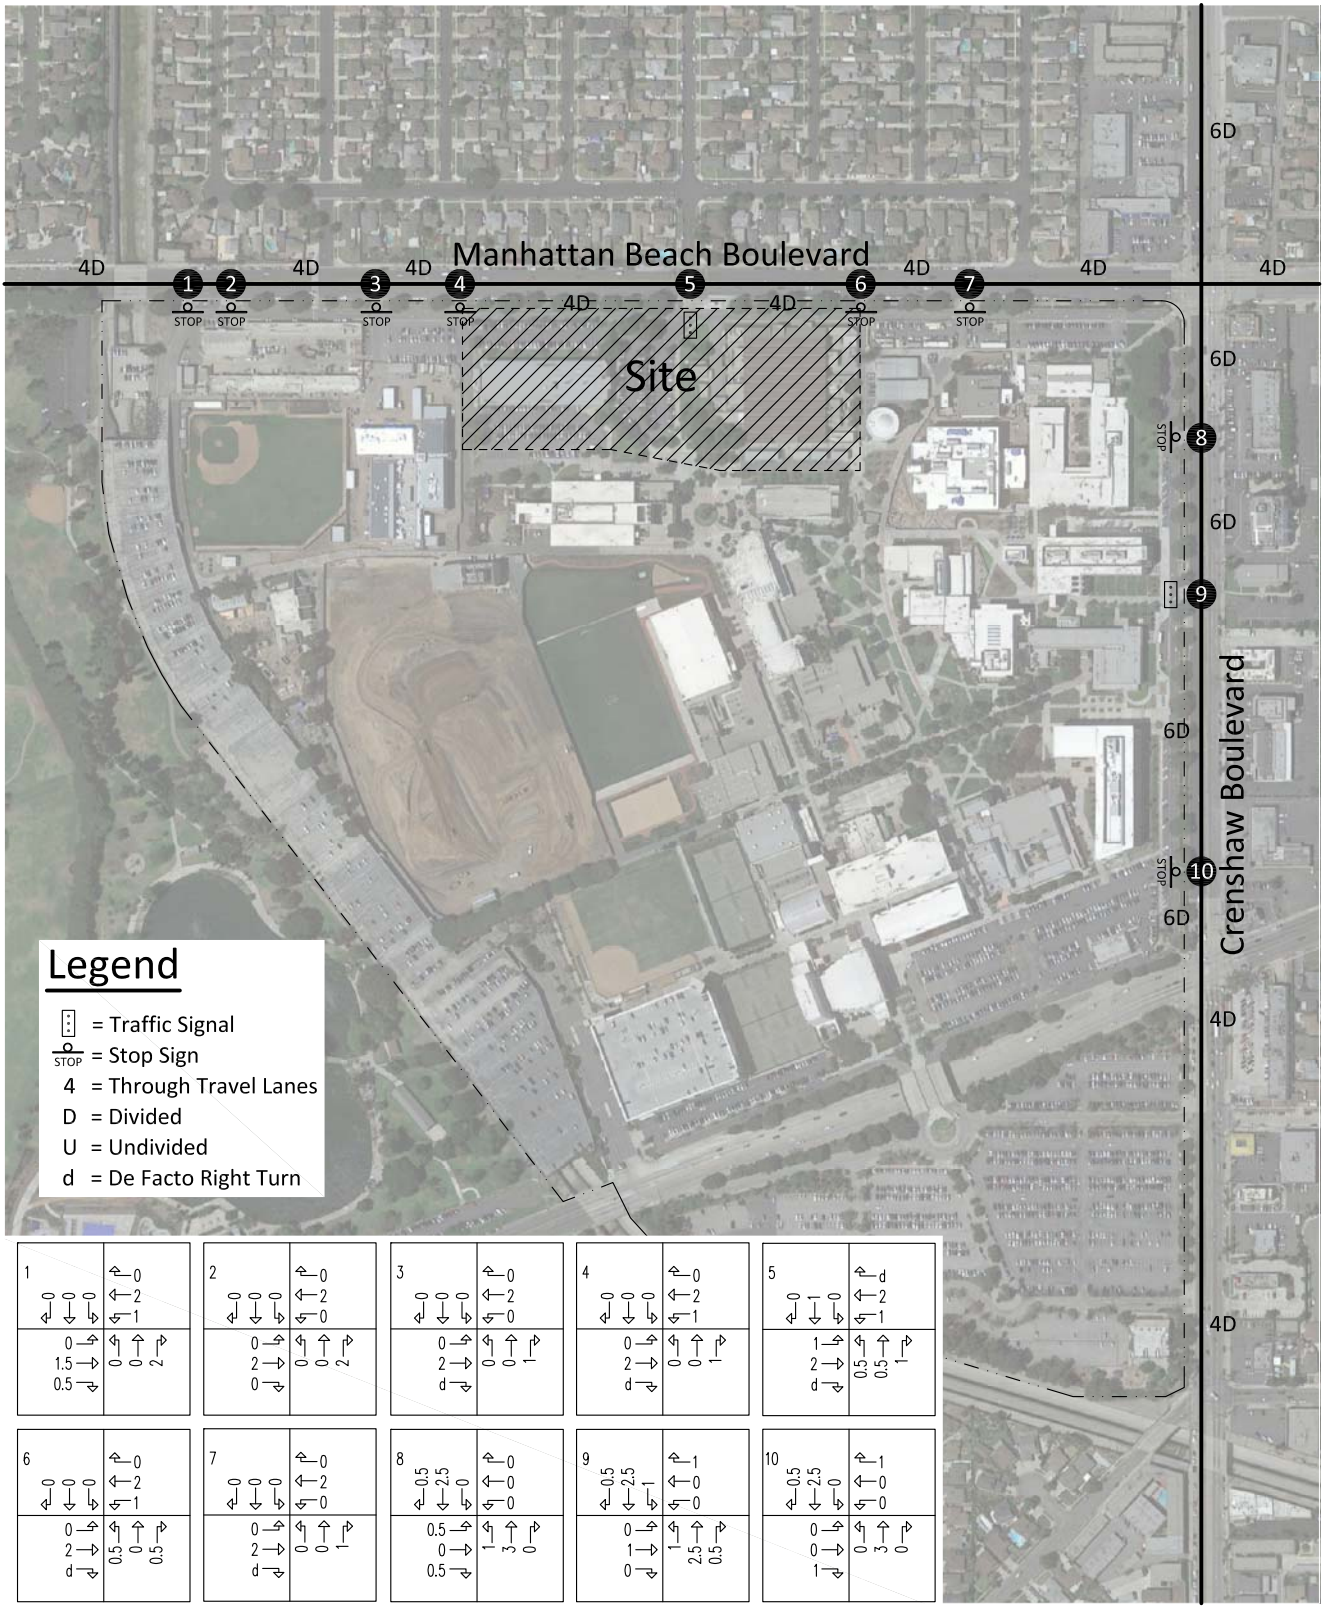 6D
Manhattan Beach Boulevard
4D 4D 4D 4D 4D 4D
1 2 3 4 5 6 7
4D 4D
STOP STOP STOP STOP STOP STOP
6D
Site
STOP 8
6D
9
6D
Crenshaw Boulevard
STOP 10
6D
4D
4D
Legend
= Traffic Signal
STOP = Stop Sign
4 = Through Travel Lanes
D = Divided
U = Undivided
d = De Facto Right Turn
1
0 0 0
0
2
1
0
1.5
0.5
0 0 2
2
0 0 0
0
2
0
0
2
0
0 0 2
3
0 0 0
0
2
0
0
2
d
0 0 1
4
0 0 0
0
2
1
0
2
d
0 0 1
5
0 1 0
d
2
1
1
2
d
0.5 0.5 1
6
0 0 0
0
2
1
0
2
d
0.5 0 0.5
7
0 0 0
0
2
0
0
2
d
0 0 1
8
0.5 2.5 0
0
0
0
0.5
0
0.5
1 3 0
9
0.5 2.5 1
1
0
0
0
1
0
1 2.5 0.5
10
0.5 2.5 0
1
0
0
0
0
1
0 3 0